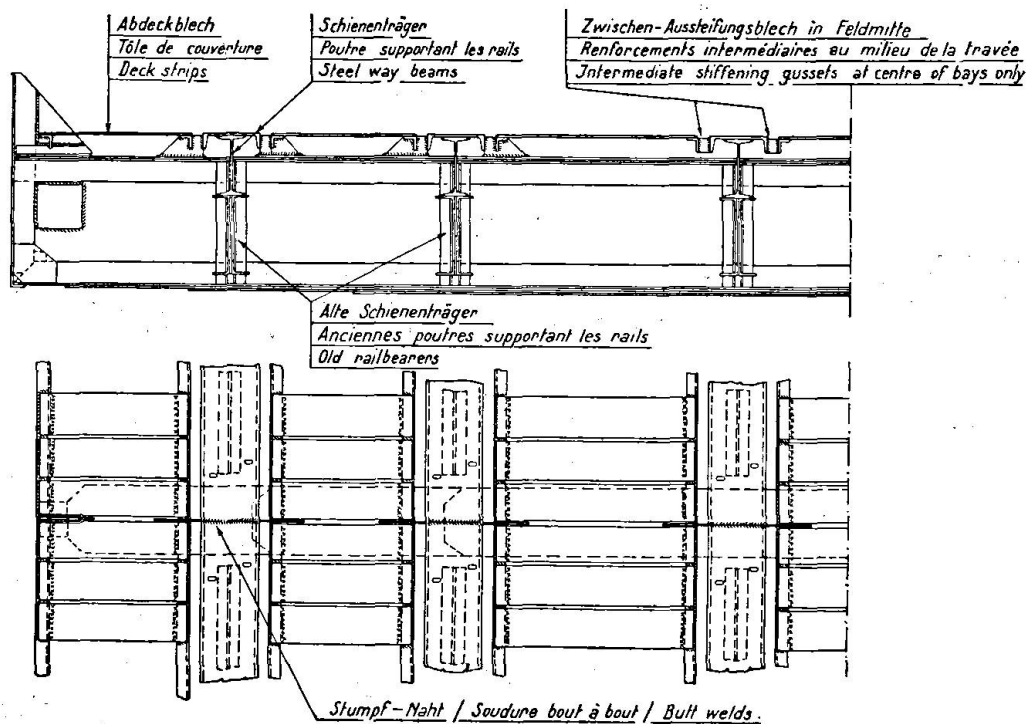 Abdeckblech
Tôle de couverture
Deck strips
Schienenträger
Poutre supportant les rails
Steel way beams
Zwischen-Aussteifungsblech in Feldmitte
Renforcements intermédiaires au milieu de la travée
Intermediate stiffening gussets at centre of bays only
Alte Schienenträger
Anciennes poutres supportant les rails
Old railbearers
Stumpf-Naht / Soudure bout à bout / Butt welds.